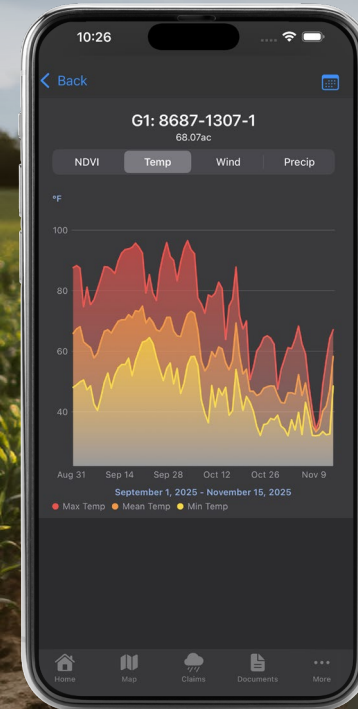 10:26
Back
G1: 8687-1307-1
68.07ac
NDVI Temp Wind Precip
°F
100
80
60
40
Aug 31 Sep 14 Sep 28 Oct 12 Oct 26 Nov 9
September 1, 2025 - November 15, 2025
Max Temp Mean Temp Min Temp
Home Map Claims Documents More